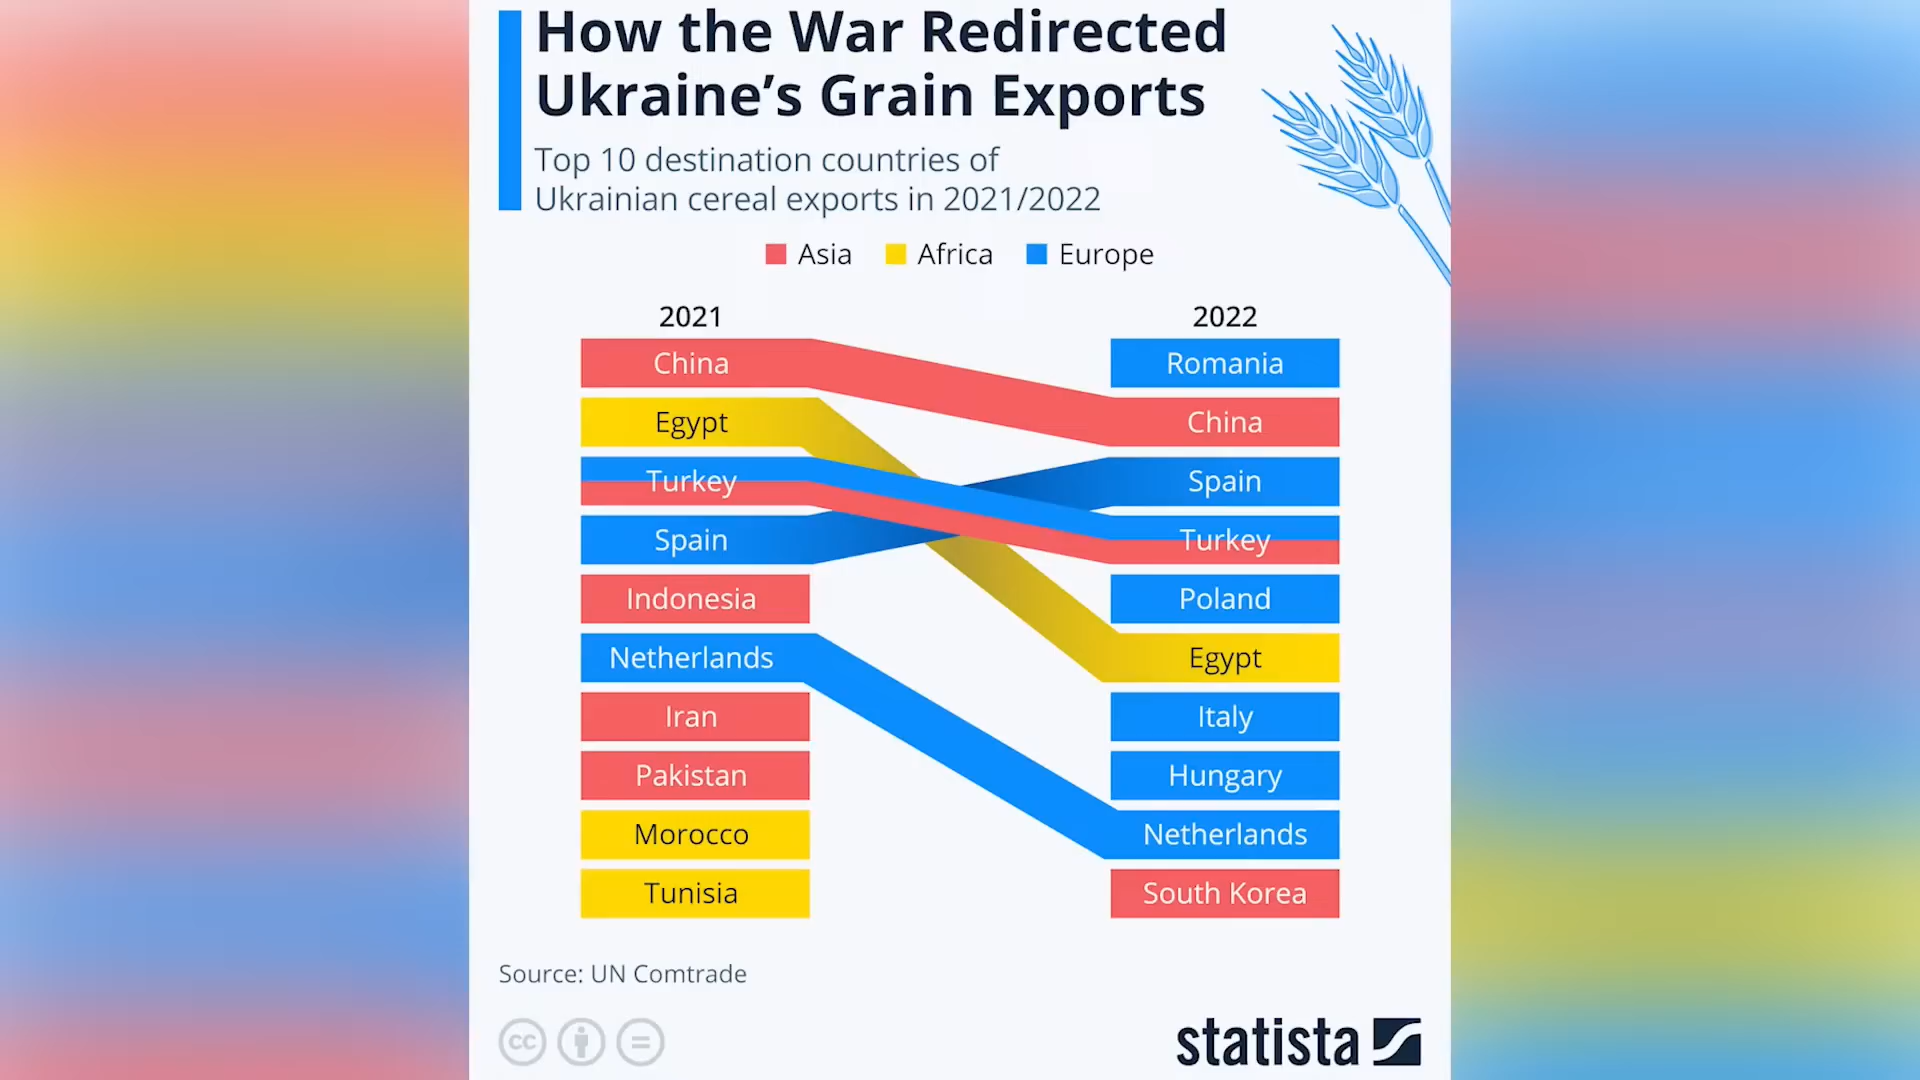 How the War Redirected
Ukraine’s Grain Exports
Top 10 destination countries of
Ukrainian cereal exports in 2021/2022
Asia Africa Europe
2021 2022
China Romania
Egypt China
Turkey Spain
Spain Turkey
Indonesia Poland
Netherlands Egypt
Iran Italy
Pakistan Hungary
Morocco Netherlands
Tunisia South Korea
Source: UN Comtrade
cc
statista